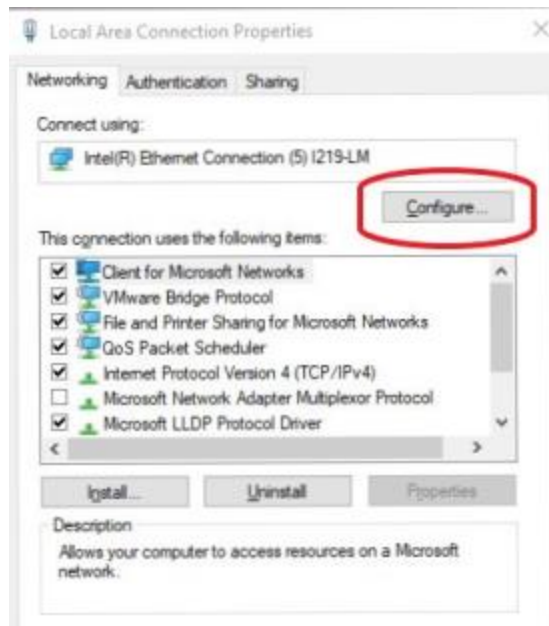 Local Area Connection Properties
Networking Authentication Sharing
Connect using:
Intel(R) Ethernet Connection (5) I219-LM
Configure...
This connection uses the following items:
Client for Microsoft Networks
VMware Bridge Protocol
File and Printer Sharing for Microsoft Networks
QoS Packet Scheduler
Internet Protocol Version 4 (TCP/IPv4)
Microsoft Network Adapter Multiplexor Protocol
Microsoft LLDP Protocol Driver
Install... Uninstall Properties
Description
Allows your computer to access resources on a Microsoft
network.